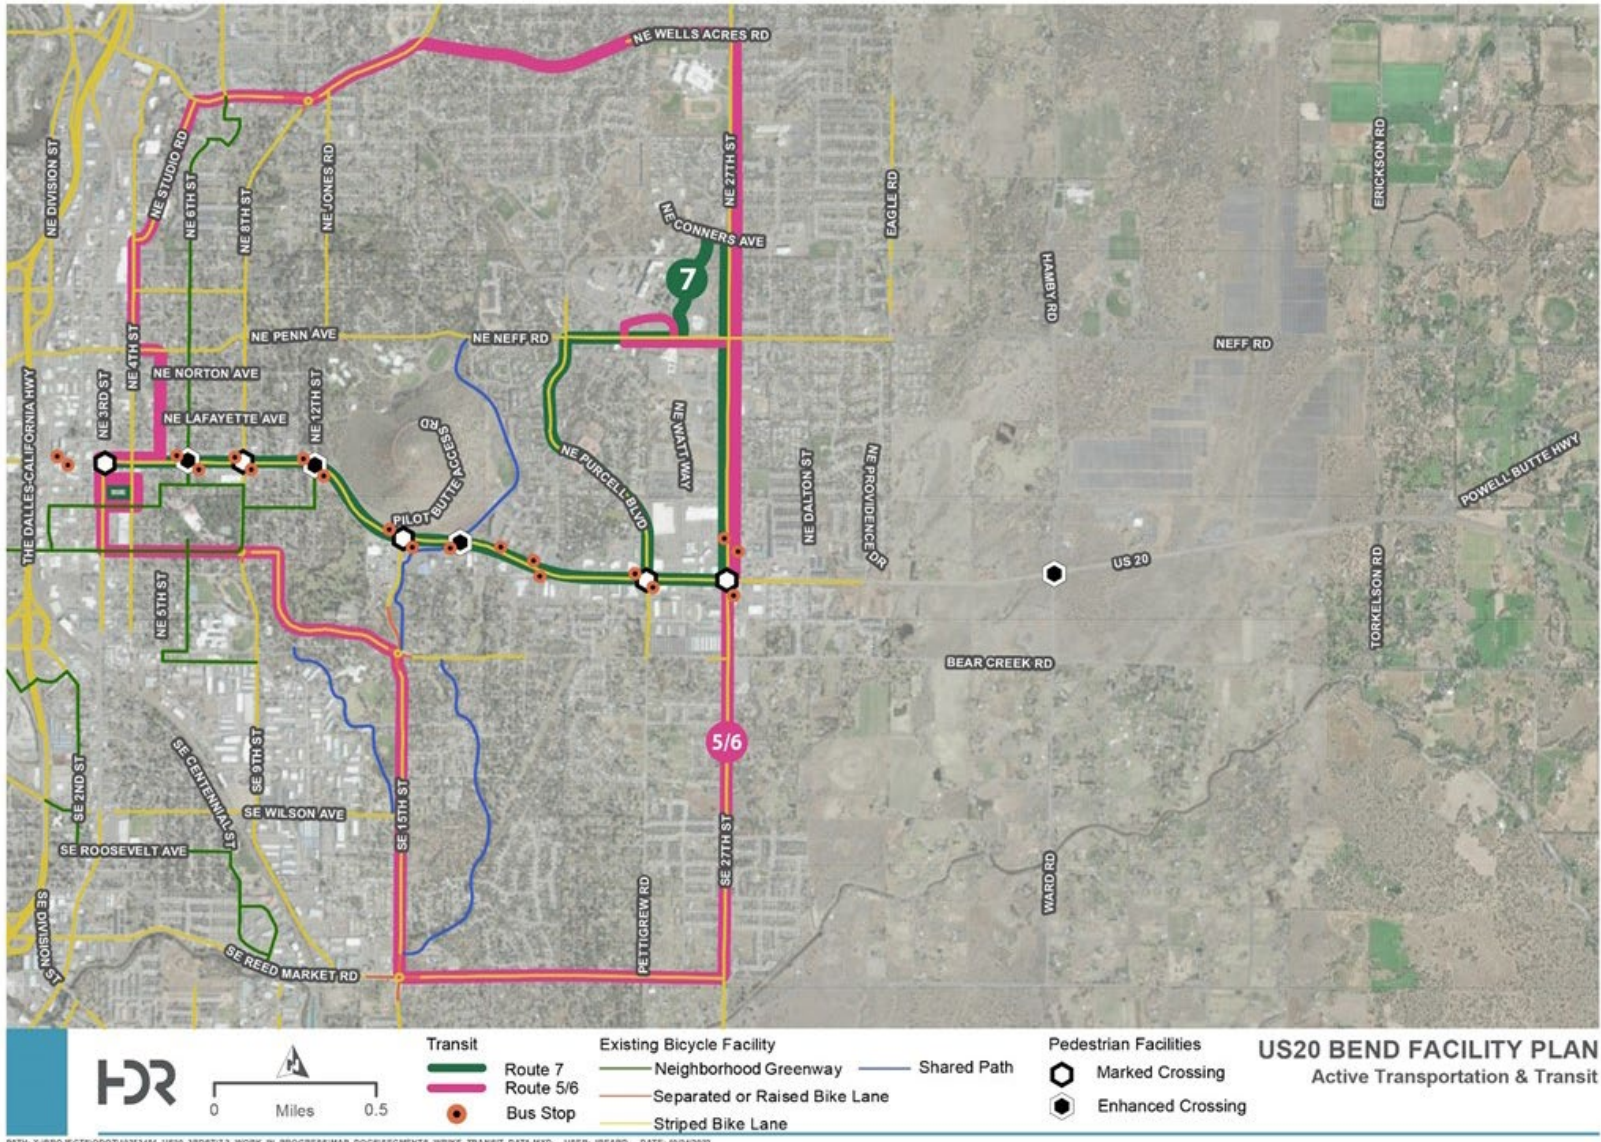 NE WELLS ACRES RD
NE DIVISION ST
NE STUDIO RD
NE 6TH ST
NE 8TH ST
NE JONES RD
NE 27TH ST
EAGLE RD
ERICKSON RD
NE CONNERS AVE
7
HAMBY RD
NE 4TH ST
NE PENN AVE
NE NEFF RD
NEFF RD
NE NORTON AVE
THE DALLES-CALIFORNIA HWY
NE 3RD ST
NE 12TH ST
NE LAFAYETTE AVE
PILOT BUTTE ACCESS RD
NE PURCELL BLVD
NE WATT WAY
NE DALTON ST
NE PROVIDENCE DR
POWELL BUTTE HWY
US 20
TORKELSON RD
NE 5TH ST
BEAR CREEK RD
5/6
SE 2ND ST
SE CENTENNIAL ST
SE 9TH ST
SE WILSON AVE
SE 15TH ST
SE 27TH ST
SE ROOSEVELT AVE
WARD RD
PETTIGREW RD
SE DIVISION ST
SE REED MARKET RD
HDR
N
0 Miles 0.5
Transit
Route 7
Route 5/6
Bus Stop
Existing Bicycle Facility
Neighborhood Greenway
Shared Path
Separated or Raised Bike Lane
Striped Bike Lane
Pedestrian Facilities
Marked Crossing
Enhanced Crossing
US20 BEND FACILITY PLAN
Active Transportation & Transit